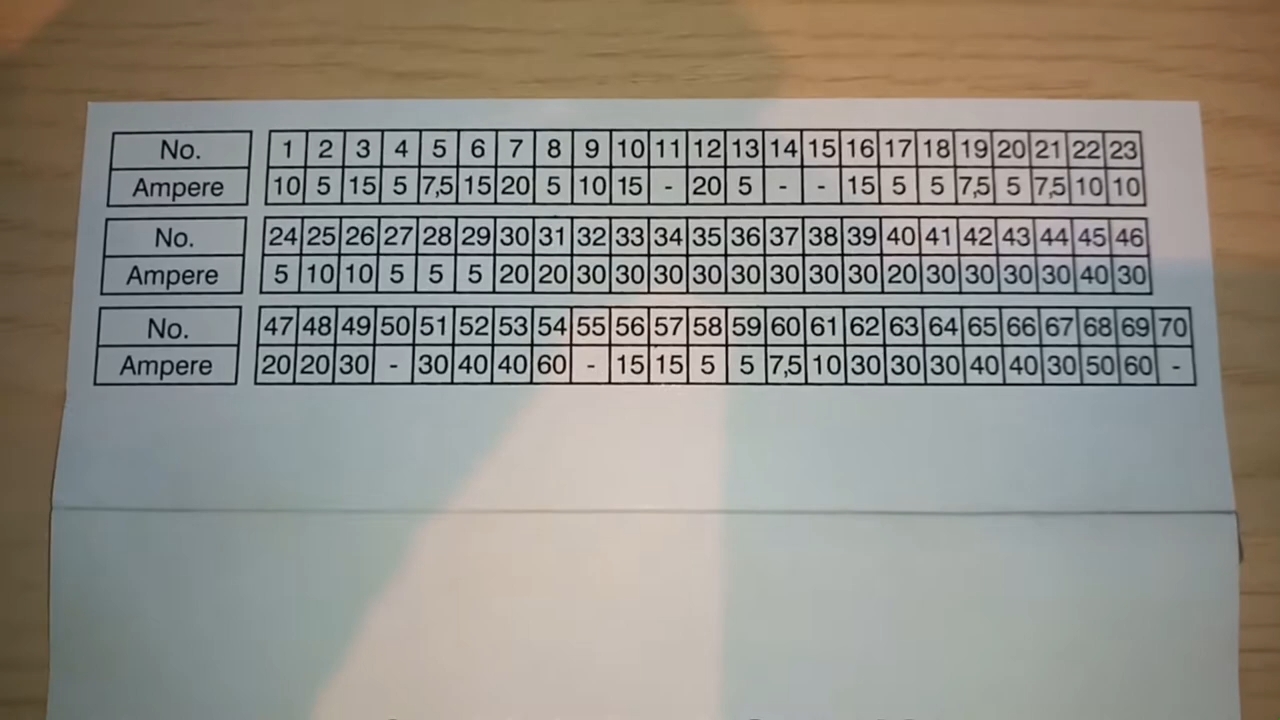 No. 1 2 3 4 5 6 7 8 9 10 11 12 13 14 15 16 17 18 19 20 21 22 23
Ampere 10 5 15 5 7,5 15 20 5 10 15 - 20 5 - - 15 5 5 7,5 5 7,5 10 10
No. 24 25 26 27 28 29 30 31 32 33 34 35 36 37 38 39 40 41 42 43 44 45 46
Ampere 5 10 10 5 5 5 20 20 30 30 30 30 30 30 30 30 20 30 30 30 30 40 30
No. 47 48 49 50 51 52 53 54 55 56 57 58 59 60 61 62 63 64 65 66 67 68 69 70
Ampere 20 20 30 - 30 40 40 60 - 15 15 5 5 7,5 10 30 30 30 40 40 30 50 60 -